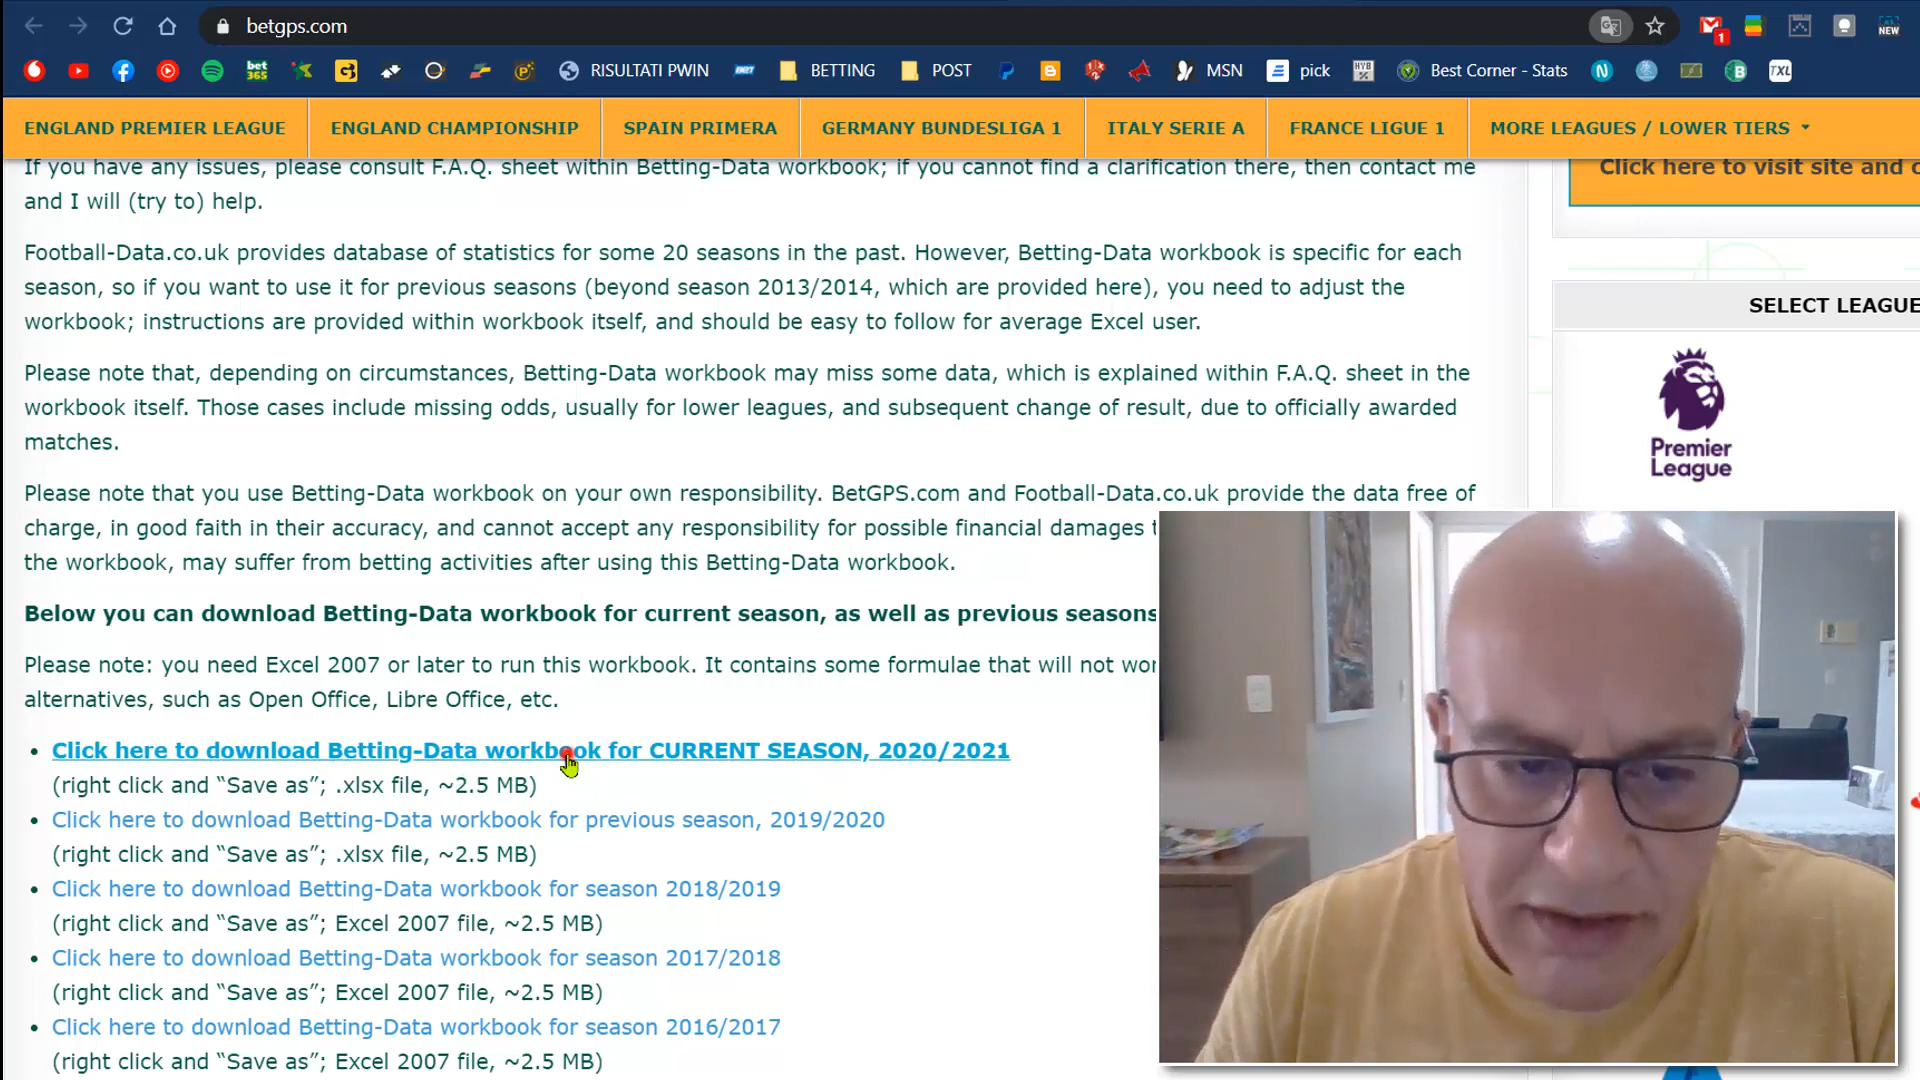 betgps.com
1
NEW
bet365
G
RISULTATI PWIN
BETTING
POST
MSN
pick
HYB %
Best Corner - Stats
N
B
TXL
ENGLAND PREMIER LEAGUE
ENGLAND CHAMPIONSHIP
SPAIN PRIMERA
GERMANY BUNDESLIGA 1
ITALY SERIE A
FRANCE LIGUE 1
MORE LEAGUES / LOWER TIERS
If you have any issues, please consult F.A.Q. sheet within Betting-Data workbook; if you cannot find a clarification there, then contact me
and I will (try to) help.
Football-Data.co.uk provides database of statistics for some 20 seasons in the past. However, Betting-Data workbook is specific for each
season, so if you want to use it for previous seasons (beyond season 2013/2014, which are provided here), you need to adjust the
workbook; instructions are provided within workbook itself, and should be easy to follow for average Excel user.
Please note that, depending on circumstances, Betting-Data workbook may miss some data, which is explained within F.A.Q. sheet in the
workbook itself. Those cases include missing odds, usually for lower leagues, and subsequent change of result, due to officially awarded
matches.
Please note that you use Betting-Data workbook on your own responsibility. BetGPS.com and Football-Data.co.uk provide the data free of
charge, in good faith in their accuracy, and cannot accept any responsibility for possible financial damages t
the workbook, may suffer from betting activities after using this Betting-Data workbook.
Below you can download Betting-Data workbook for current season, as well as previous seasons
Please note: you need Excel 2007 or later to run this workbook. It contains some formulae that will not wor
alternatives, such as Open Office, Libre Office, etc.
• Click here to download Betting-Data workbook for CURRENT SEASON, 2020/2021
(right click and “Save as”; .xlsx file, ~2.5 MB)
• Click here to download Betting-Data workbook for previous season, 2019/2020
(right click and “Save as”; .xlsx file, ~2.5 MB)
• Click here to download Betting-Data workbook for season 2018/2019
(right click and “Save as”; Excel 2007 file, ~2.5 MB)
• Click here to download Betting-Data workbook for season 2017/2018
(right click and “Save as”; Excel 2007 file, ~2.5 MB)
• Click here to download Betting-Data workbook for season 2016/2017
(right click and “Save as”; Excel 2007 file, ~2.5 MB)
Click here to visit site and c
SELECT LEAGUE
Premier
League